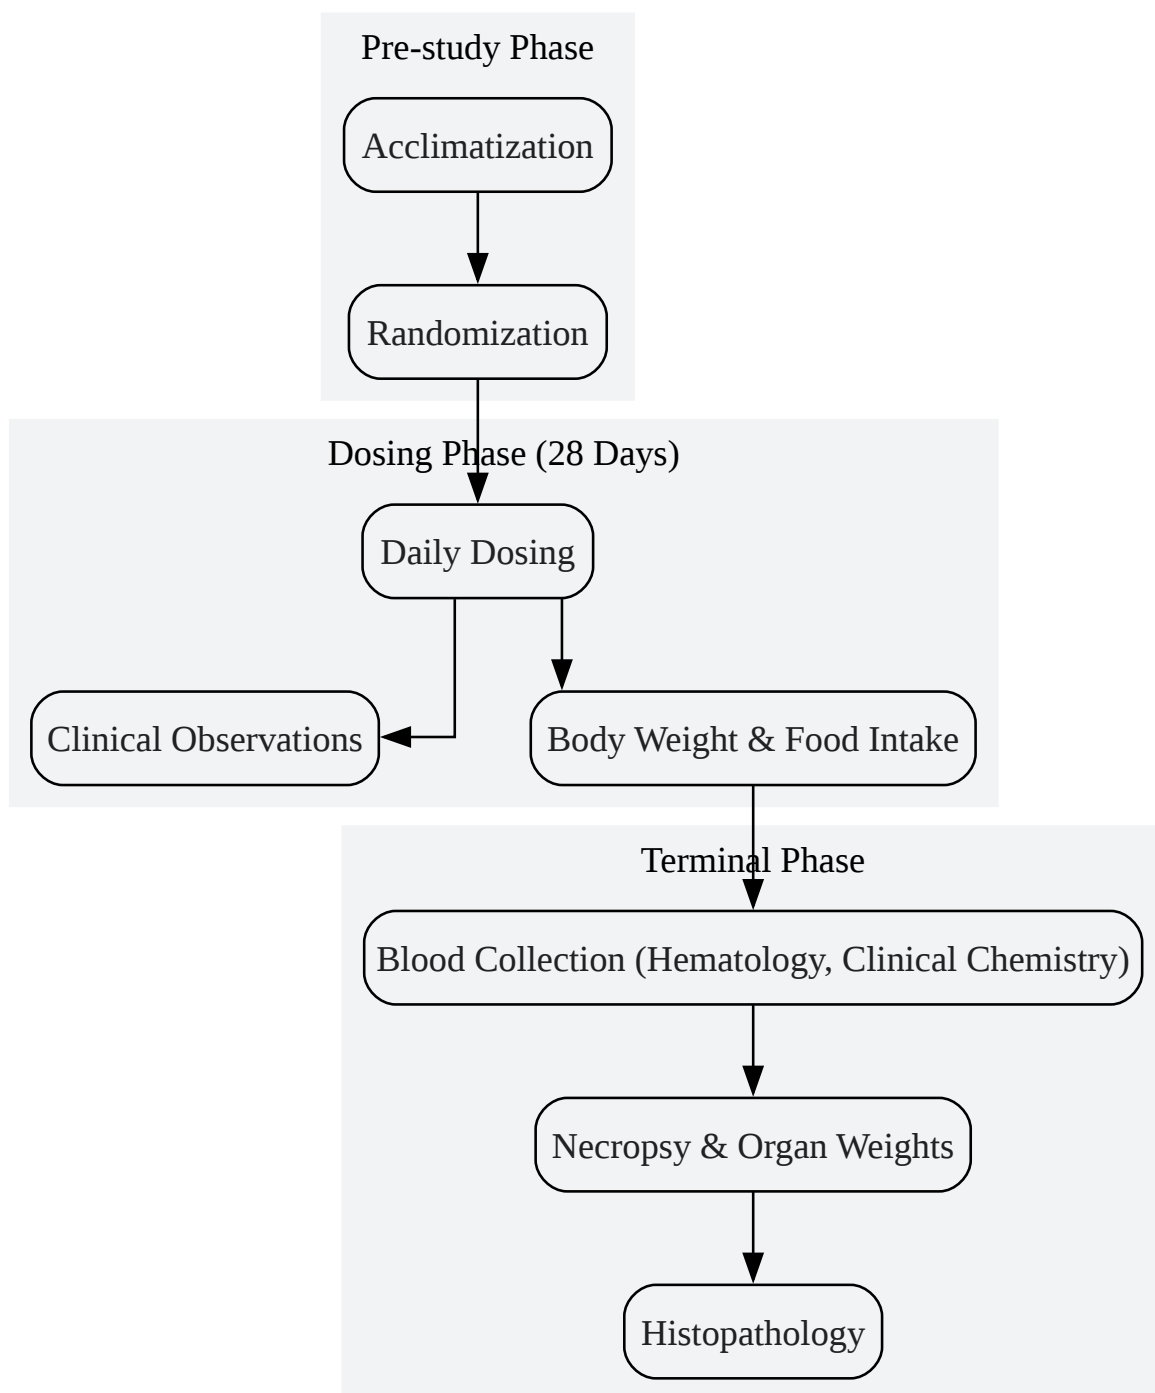 Pre-study Phase
Acclimatization
Randomization
Dosing Phase (28 Days)
Daily Dosing
Clinical Observations
Body Weight & Food Intake
Terminal Phase
Blood Collection (Hematology, Clinical Chemistry)
Necropsy & Organ Weights
Histopathology